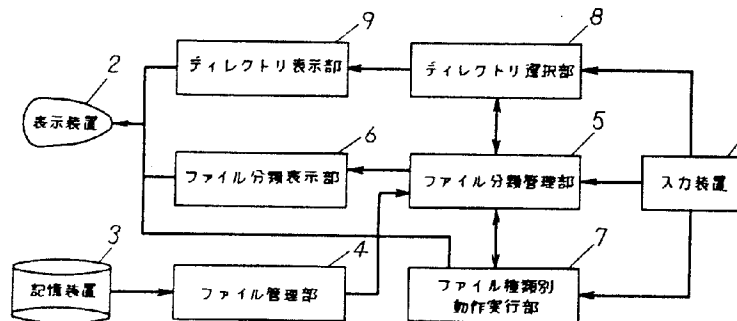 9
8
ディレクトリ表示部
ディレクトリ選択部
2
表示装置
6
5
ファイル分類表示部
ファイル分類管理部
入力装置
3
4
7
記憶装置
ファイル管理部
ファイル種類別
動作実行部